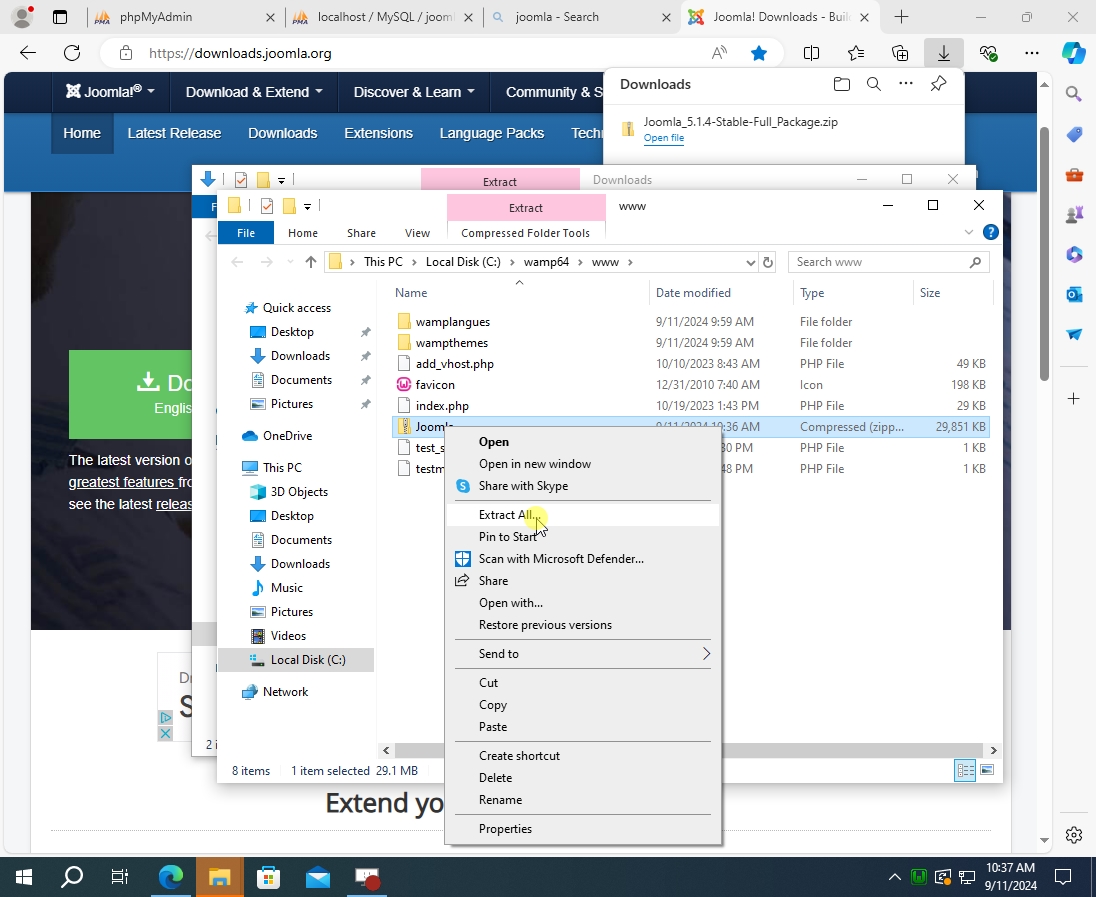 phpMyAdmin
localhost / MySQL / jooml
joomla - Search
Joomla! Downloads - Buil
https://downloads.joomla.org
Joomla!®
Download & Extend
Discover & Learn
Community & S
Home
Latest Release
Downloads
Extensions
Language Packs
Techn
Downloads
Joomla_5.1.4-Stable-Full_Package.zip
Open file
Extract
Downloads
F
Extract
www
File
Home
Share
View
Compressed Folder Tools
This PC
Local Disk (C:)
wamp64
www
Search www
Name
Date modified
Type
Size
wamplangues
9/11/2024 9:59 AM
File folder
wampthemes
9/11/2024 9:59 AM
File folder
add_vhost.php
10/10/2023 8:43 AM
PHP File
49 KB
favicon
12/31/2010 7:40 AM
Icon
198 KB
index.php
10/19/2023 1:43 PM
PHP File
29 KB
Joomla
9/11/2024 10:36 AM
Compressed (zipp...
29,851 KB
test_s
30 PM
PHP File
1 KB
testm
48 PM
PHP File
1 KB
Quick access
Desktop
Downloads
Documents
Pictures
OneDrive
This PC
3D Objects
Desktop
Documents
Downloads
Music
Pictures
Videos
Local Disk (C:)
Network
8 items
1 item selected 29.1 MB
2 i
Open
Open in new window
Share with Skype
Extract All...
Pin to Start
Scan with Microsoft Defender...
Share
Open with...
Restore previous versions
Send to
Cut
Copy
Paste
Create shortcut
Delete
Rename
Properties
Do
Englis
The latest version o
greatest features fro
see the latest releas
Di
S
Extend yo
10:37 AM
9/11/2024